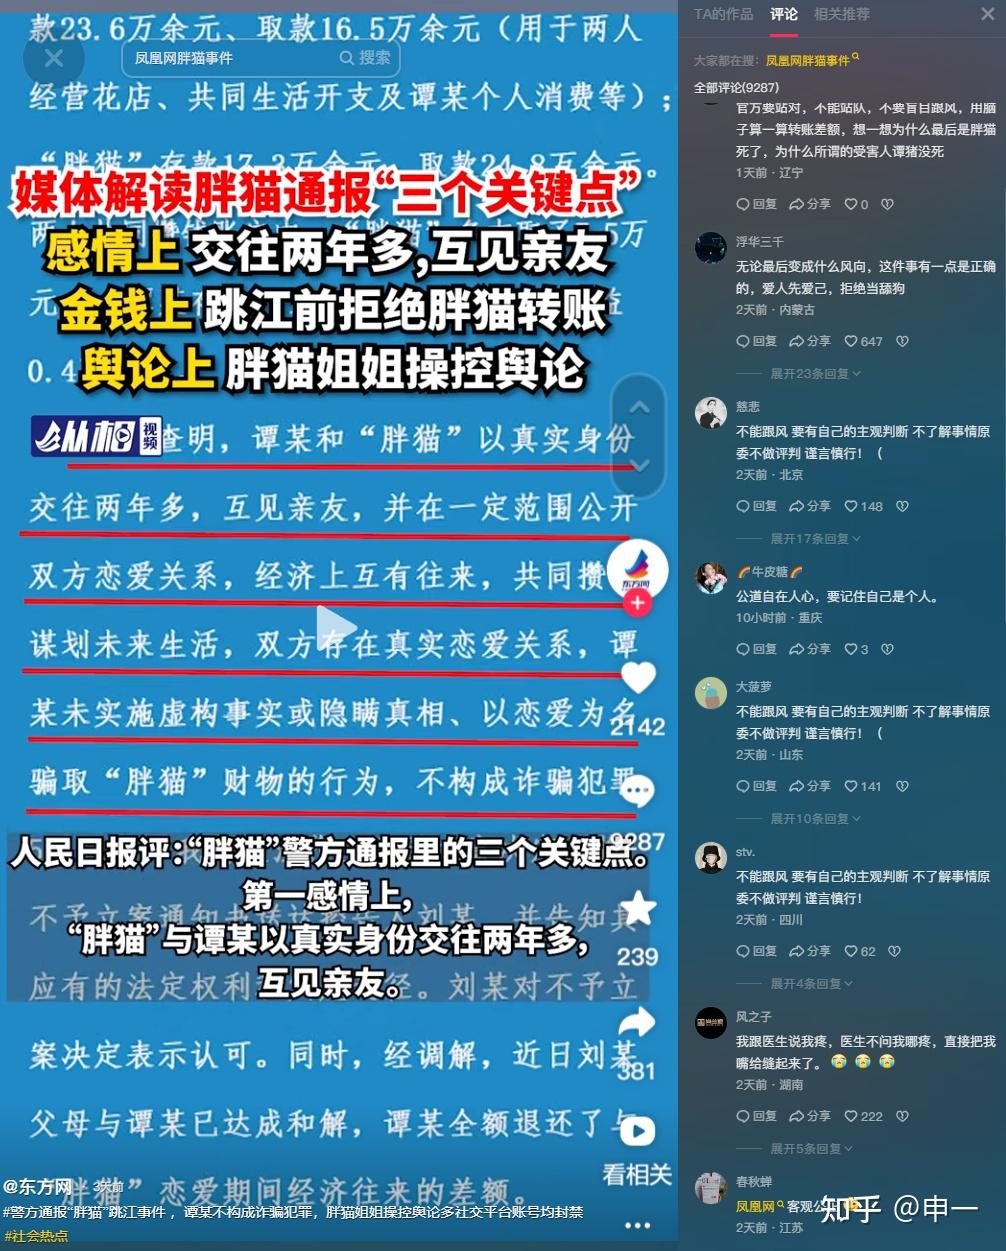 款23.6万余元、取款16.5万余元（用于两人
凤凰网胖猫事件
搜索
经营花店、共同生活开支及谭某个人消费等）；
“胖猫”存款13.3万余元、取款24.8万余元。
媒体解读胖猫通报“三个关键点”
感情上 交往两年多,互见亲友
金钱上 跳江前拒绝胖猫转账
0.4
舆论上 胖猫姐姐操控舆论
纵相
视频
查明，谭某和“胖猫”以真实身份
交往两年多，互见亲友，并在一定范围公开
双方恋爱关系，经济上互有往来，共同攒
东方网
谋划未来生活，双方存在真实恋爱关系，谭
某未实施虚构事实或隐瞒真相、以恋爱为名
2142
骗取“胖猫”财物的行为，不构成诈骗犯罪
9287
人民日报评:“胖猫”警方通报里的三个关键点。
第一感情上，
“胖猫”与谭某以真实身份交往两年多，
互见亲友。
不予立案通知书送达
刘某，并告知其
239
应有的法定权利
径。刘某对不予立
案决定表示认可。同时，经调解，近日刘某
381
父母与谭某已达成和解，谭某全额退还了与
看相关
@东方网 · 3天前
“胖猫”恋爱期间经济往来的差额。
#警方通报“胖猫”跳江事件 ，谭某不构成诈骗犯罪，胖猫姐姐操控舆论多社交平台账号均封禁
#社会热点
TA的作品 评论 相关推荐
大家都在搜：凤凰网胖猫事件
全部评论(9287)
官方要站对，不能站队，不要盲目跟风，用脑
子算一算转账差额，想一想为什么最后是胖猫
死了，为什么所谓的受害人谭猪没死
1天前 · 辽宁
回复 分享 0
浮华三千
无论最后变成什么风向，这件事有一点是正确
的，爱人先爱己，拒绝当舔狗
2天前 · 内蒙古
回复 分享 647
展开23条回复
慈悲
不能跟风 要有自己的主观判断 不了解事情原
委不做评判 谨言慎行！（
2天前 · 北京
回复 分享 148
展开17条回复
🌈牛皮糖🌈
公道自在人心，要记住自己是个人。
10小时前 · 重庆
回复 分享 3
大菠萝
不能跟风 要有自己的主观判断 不了解事情原
委不做评判 谨言慎行！（
2天前 · 山东
回复 分享 141
展开10条回复
stv.
不能跟风 要有自己的主观判断 不了解事情原
委不做评判 谨言慎行！
2天前 · 四川
回复 分享 62
展开4条回复
风之子
我跟医生说我疼，医生不问我哪疼，直接把我
嘴给缝起来了。😭😭😭
2天前 · 湖南
回复 分享 222
展开5条回复
春秋蝉
凤凰网 客观公
2天前 · 江苏
知乎 @申一